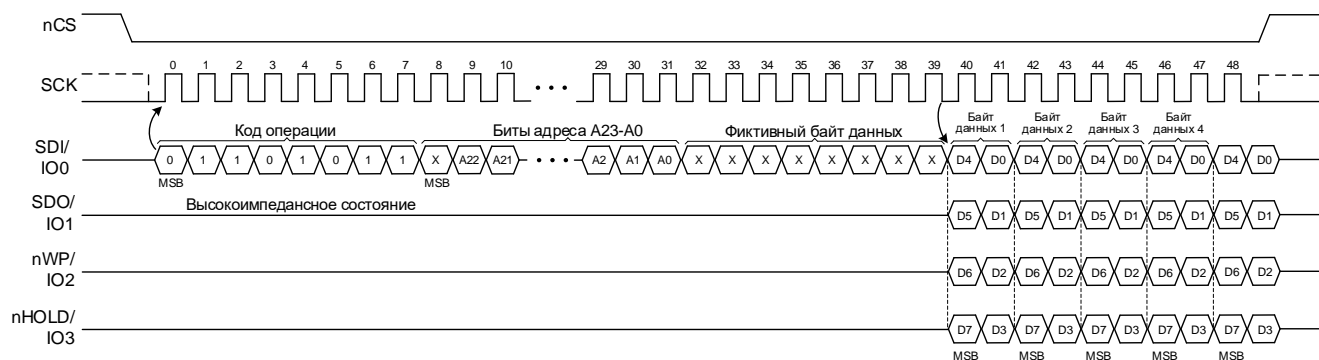 nCS
SCK
0 1 2 3 4 5 6 7 8 9 10 • • • 29 30 31 32 33 34 35 36 37 38 39 40 41 42 43 44 45 46 47 48
Код операции
Биты адреса A23-A0
Фиктивный байт данных
Байт данных 1
Байт данных 2
Байт данных 3
Байт данных 4
SDI/
IO0
0 1 1 0 1 0 1 1 X A22 A21 • • • • A2 A1 A0 X X X X X X X X D4 D0 D4 D0 D4 D0 D4 D0 D4 D0
MSB MSB
SDO/
IO1
Высокоимпедансное состояние
D5 D1 D5 D1 D5 D1 D5 D1 D5 D1
nWP/
IO2
D6 D2 D6 D2 D6 D2 D6 D2 D6 D2
nHOLD/
IO3
D7 D3 D7 D3 D7 D3 D7 D3 D7 D3
MSB MSB MSB MSB MSB